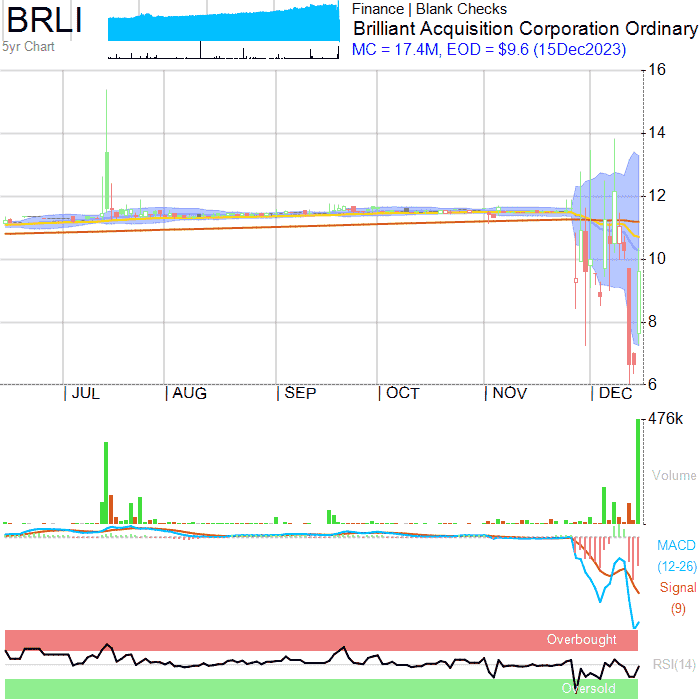 BRLI
5yr Chart
Finance | Blank Checks
Brilliant Acquisition Corporation Ordinary
MC = 17.4M, EOD = $9.6 (15Dec2023)
16
14
12
10
8
6
JUL AUG SEP OCT NOV DEC
476k
Volume
MACD
(12-26)
Signal
(9)
Overbought
RSI(14)
Oversold